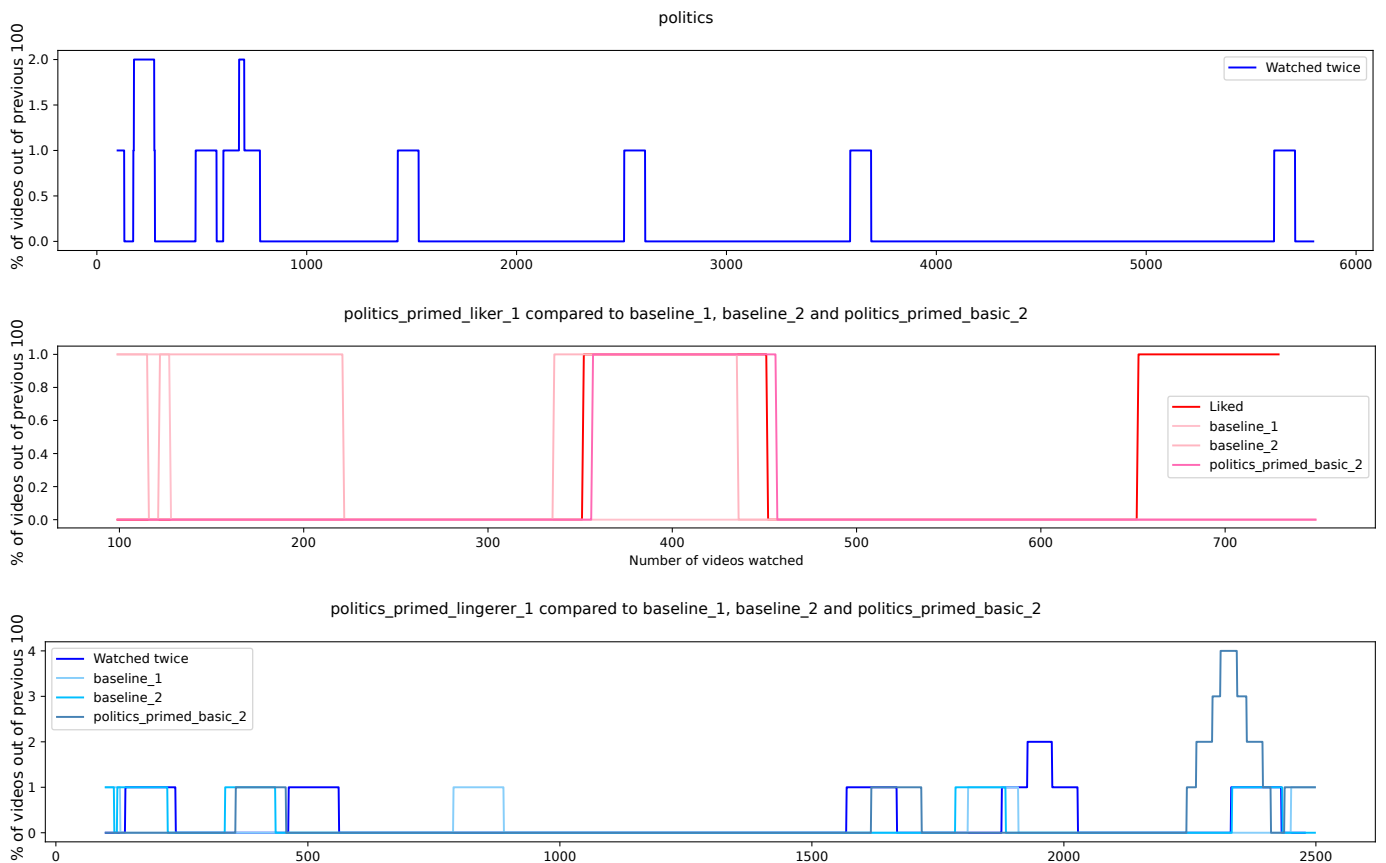 politics
% of videos out of previous 100
2.0
1.5
1.0
0.5
0.0
Watched twice
0 1000 2000 3000 4000 5000 6000
politics_primed_liker_1 compared to baseline_1, baseline_2 and politics_primed_basic_2
% of videos out of previous 100
1.0
0.8
0.6
0.4
0.2
0.0
Liked
baseline_1
baseline_2
politics_primed_basic_2
100 200 300 400 500 600 700
Number of videos watched
politics_primed_lingerer_1 compared to baseline_1, baseline_2 and politics_primed_basic_2
% of videos out of previous 100
4
3
2
1
0
Watched twice
baseline_1
baseline_2
politics_primed_basic_2
0 500 1000 1500 2000 2500